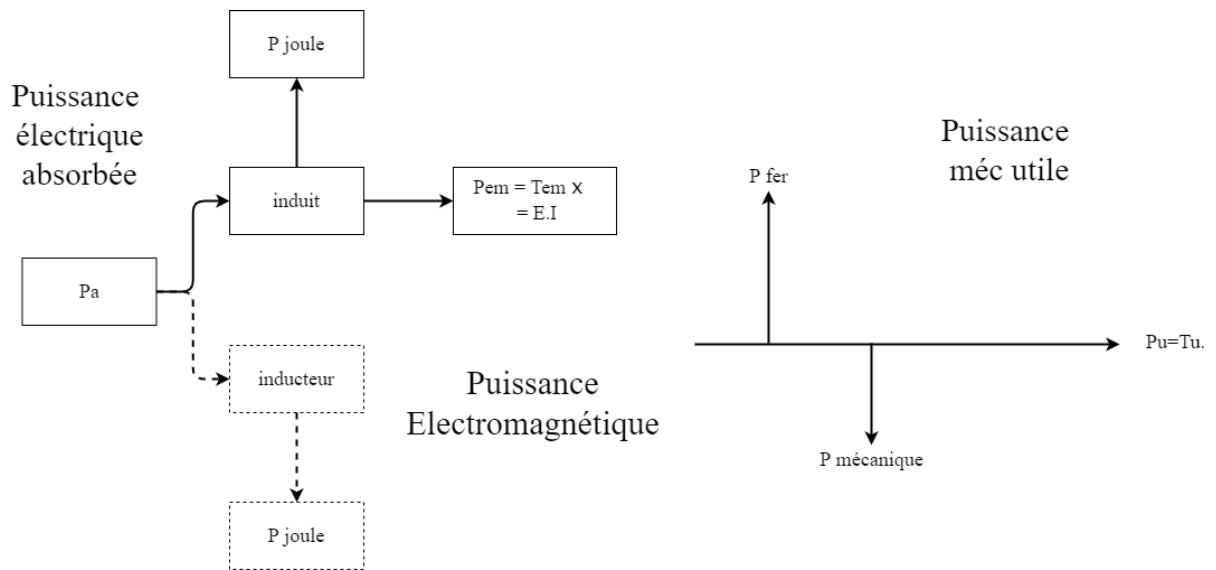 P joule
Puissance
électrique
absorbée
Puissance
méc utile
P fer
induit
Pem = Tem X
= E.I
Pa
Pu=Tu.
inducteur
Puissance
Electromagnétique
P mécanique
P joule